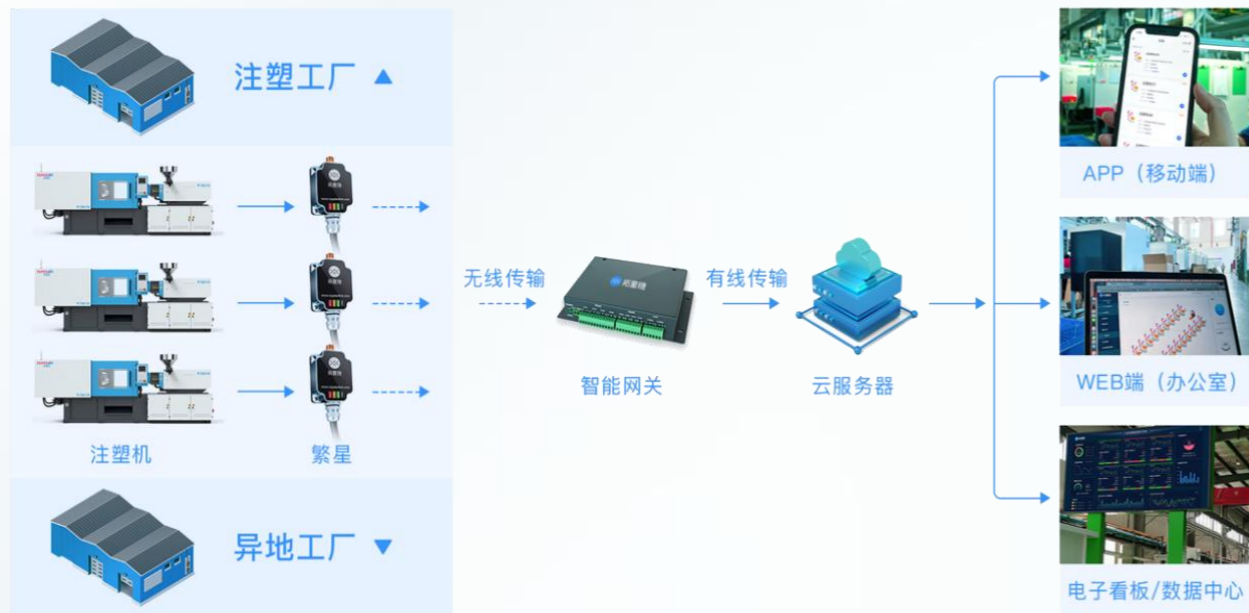 注塑工厂 ▲
无线传输
有线传输
智能网关
云服务器
注塑机
繁星
异地工厂 ▼
APP（移动端）
WEB端（办公室）
电子看板/数据中心